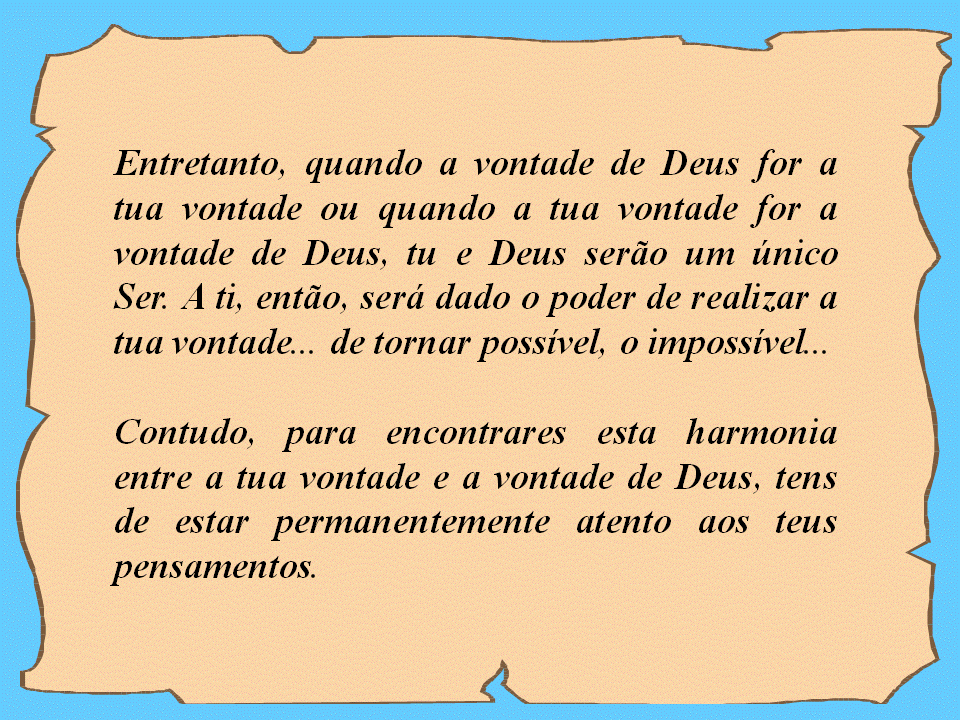 Entretanto, quando a vontade de Deus for a
tua vontade ou quando a tua vontade for a
vontade de Deus, tu e Deus serão um único
Ser. A ti, então, será dado o poder de realizar a
tua vontade... de tornar possível, o impossível...
Contudo, para encontrares esta harmonia
entre a tua vontade e a vontade de Deus, tens
de estar permanentemente atento aos teus
pensamentos.